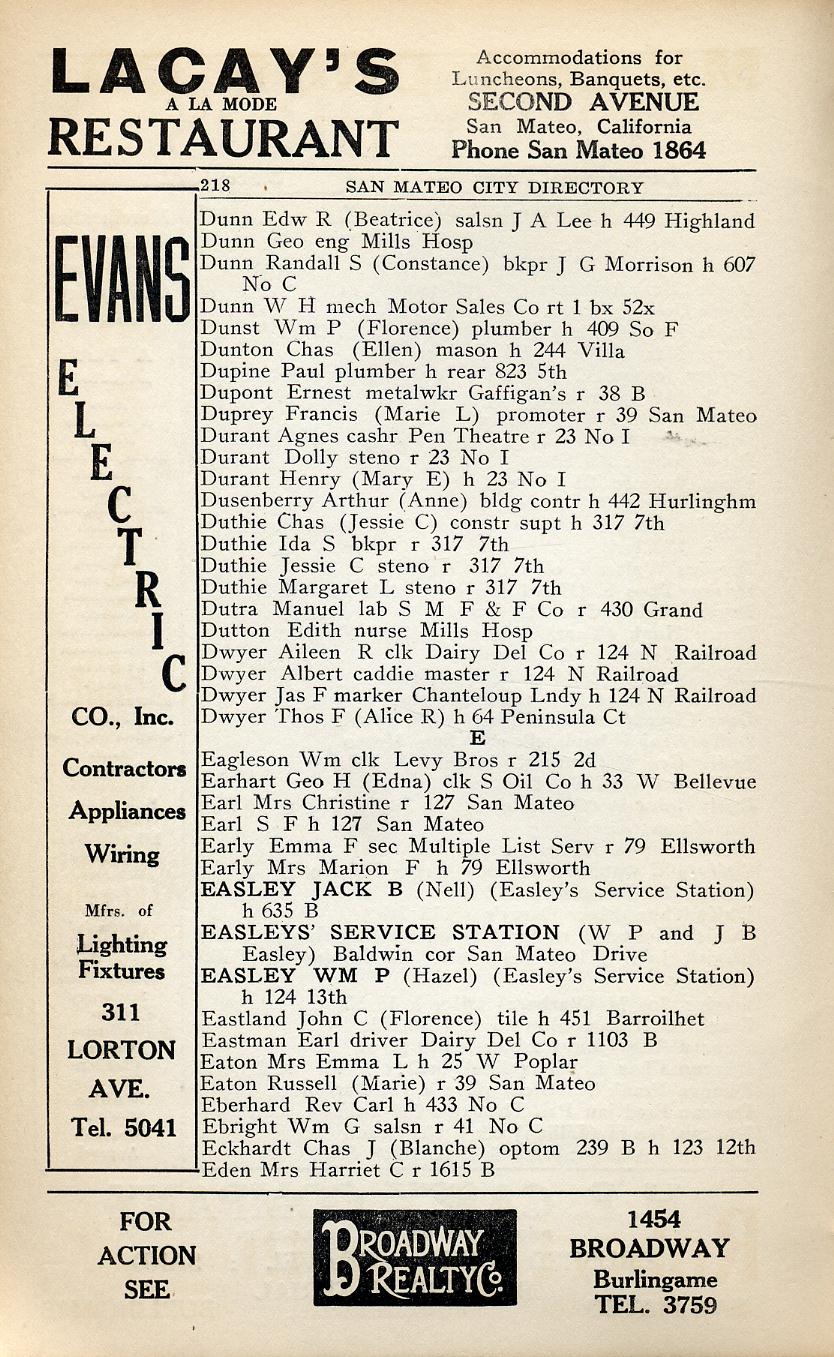 LACAY'S
A LA MODE
RESTAURANT
Accommodations for
Luncheons, Banquets, etc.
SECOND AVENUE
San Mateo, California
Phone San Mateo 1864
218 SAN MATEO CITY DIRECTORY
EVANS
ELECTRIC
CO., Inc.
Contractors
Appliances
Wiring
Mfrs. of
Lighting
Fixtures
311
LORTON
AVE.
Tel. 5041
Dunn Edw R (Beatrice) salsn J A Lee h 449 Highland
Dunn Geo eng Mills Hosp
Dunn Randall S (Constance) bkpr J G Morrison h 607
No C
Dunn W H mech Motor Sales Co rt 1 bx 52x
Dunst Wm P (Florence) plumber h 409 So F
Dunton Chas (Ellen) mason h 244 Villa
Dupine Paul plumber h rear 823 5th
Dupont Ernest metalwkr Gaffigan's r 38 B
Duprey Francis (Marie L) promoter r 39 San Mateo
Durant Agnes cashr Pen Theatre r 23 No I
Durant Dolly steno r 23 No I
Durant Henry (Mary E) h 23 No I
Dusenberry Arthur (Anne) bldg contr h 442 Hurlinghm
Duthie Chas (Jessie C) constr supt h 317 7th
Duthie Ida S bkpr r 317 7th
Duthie Jessie C steno r 317 7th
Duthie Margaret L steno r 317 7th
Dutra Manuel lab S M F & F Co r 430 Grand
Dutton Edith nurse Mills Hosp
Dwyer Aileen R clk Dairy Del Co r 124 N Railroad
Dwyer Albert caddie master r 124 N Railroad
Dwyer Jas F marker Chanteloup Lndy h 124 N Railroad
Dwyer Thos F (Alice R) h 64 Peninsula Ct
E
Eagleson Wm clk Levy Bros r 215 2d
Earhart Geo H (Edna) clk S Oil Co h 33 W Bellevue
Earl Mrs Christine r 127 San Mateo
Earl S F h 127 San Mateo
Early Emma F sec Multiple List Serv r 79 Ellsworth
Early Mrs Marion F h 79 Ellsworth
EASLEY JACK B (Nell) (Easley's Service Station)
h 635 B
EASLEYS' SERVICE STATION (W P and J B
Easley) Baldwin cor San Mateo Drive
EASLEY WM P (Hazel) (Easley's Service Station)
h 124 13th
Eastland John C (Florence) tile h 451 Barroilhet
Eastman Earl driver Dairy Del Co r 1103 B
Eaton Mrs Emma L h 25 W Poplar
Eaton Russell (Marie) r 39 San Mateo
Eberhard Rev Carl h 433 No C
Ebright Wm G salsn r 41 No C
Eckhardt Chas J (Blanche) optom 239 B h 123 12th
Eden Mrs Harriet C r 1615 B
FOR
ACTION
SEE
BROADWAY
REALTY Co.
1454
BROADWAY
Burlingame
TEL. 3759